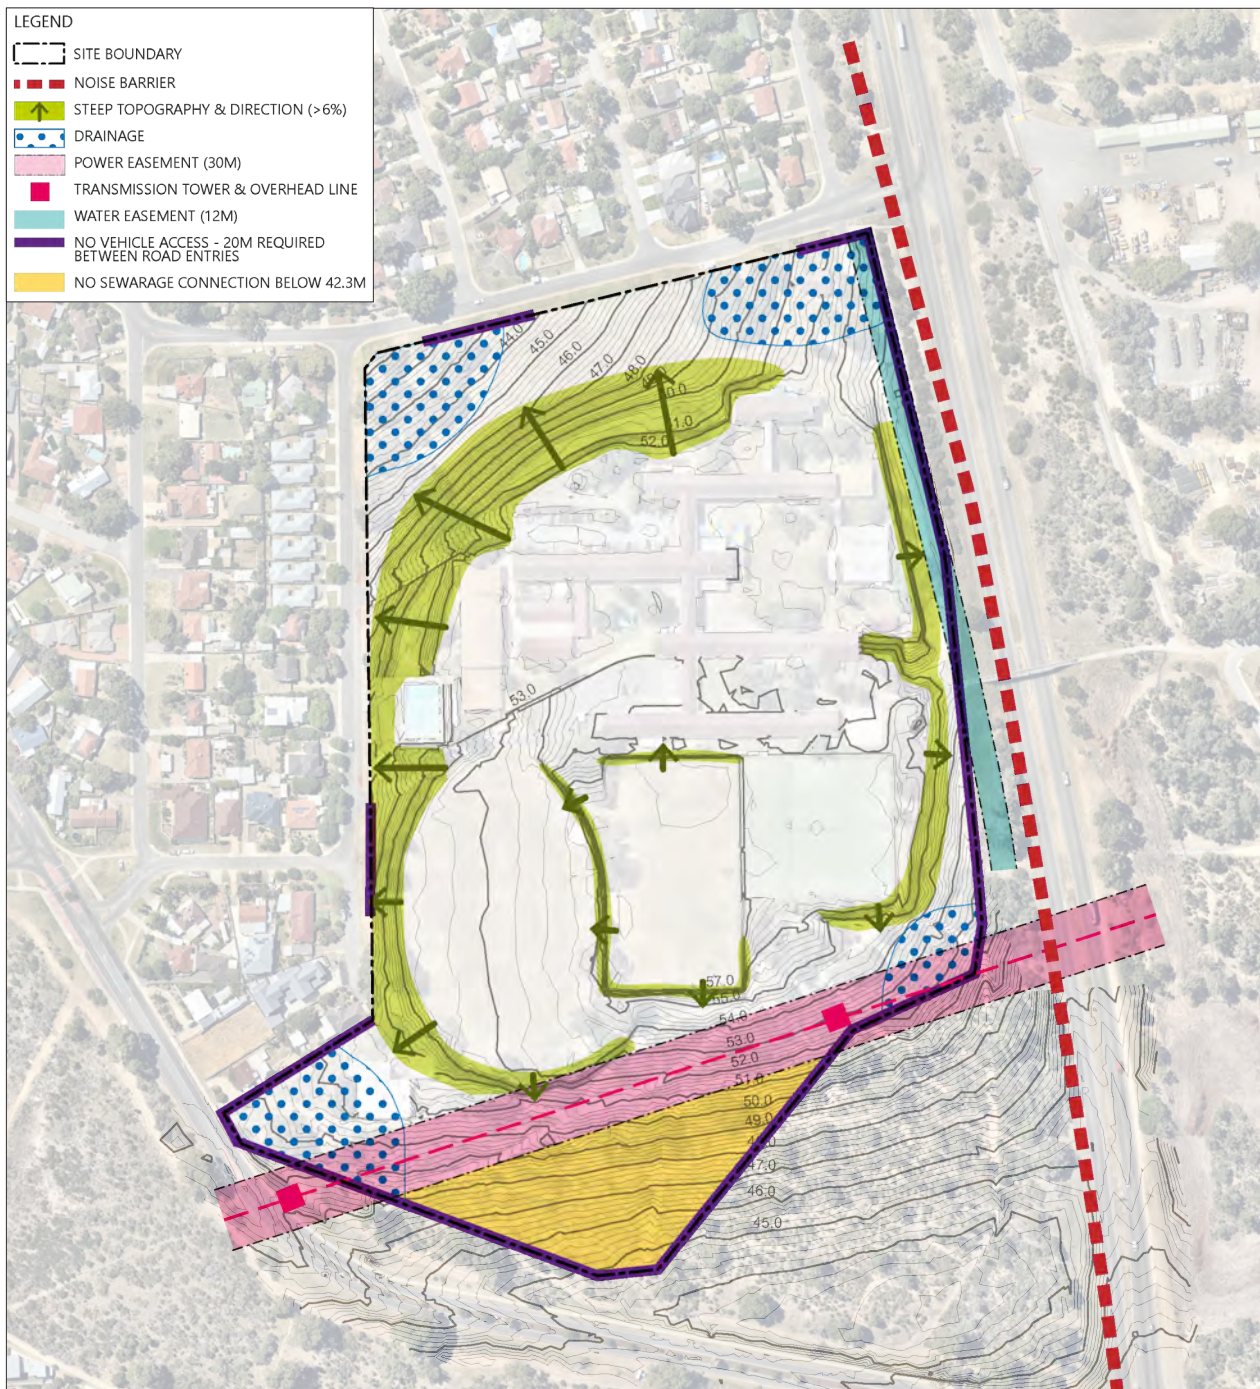 LEGEND
SITE BOUNDARY
NOISE BARRIER
STEEP TOPOGRAPHY & DIRECTION (>6%)
DRAINAGE
POWER EASEMENT (30M)
TRANSMISSION TOWER & OVERHEAD LINE
WATER EASEMENT (12M)
NO VEHICLE ACCESS - 20M REQUIRED
BETWEEN ROAD ENTRIES
NO SEWARAGE CONNECTION BELOW 42.3M
44.0
45.0
46.0
47.0
48.0
52.0
53.0
57.0
53.0
52.0
51.0
50.0
49.0
47.0
46.0
45.0